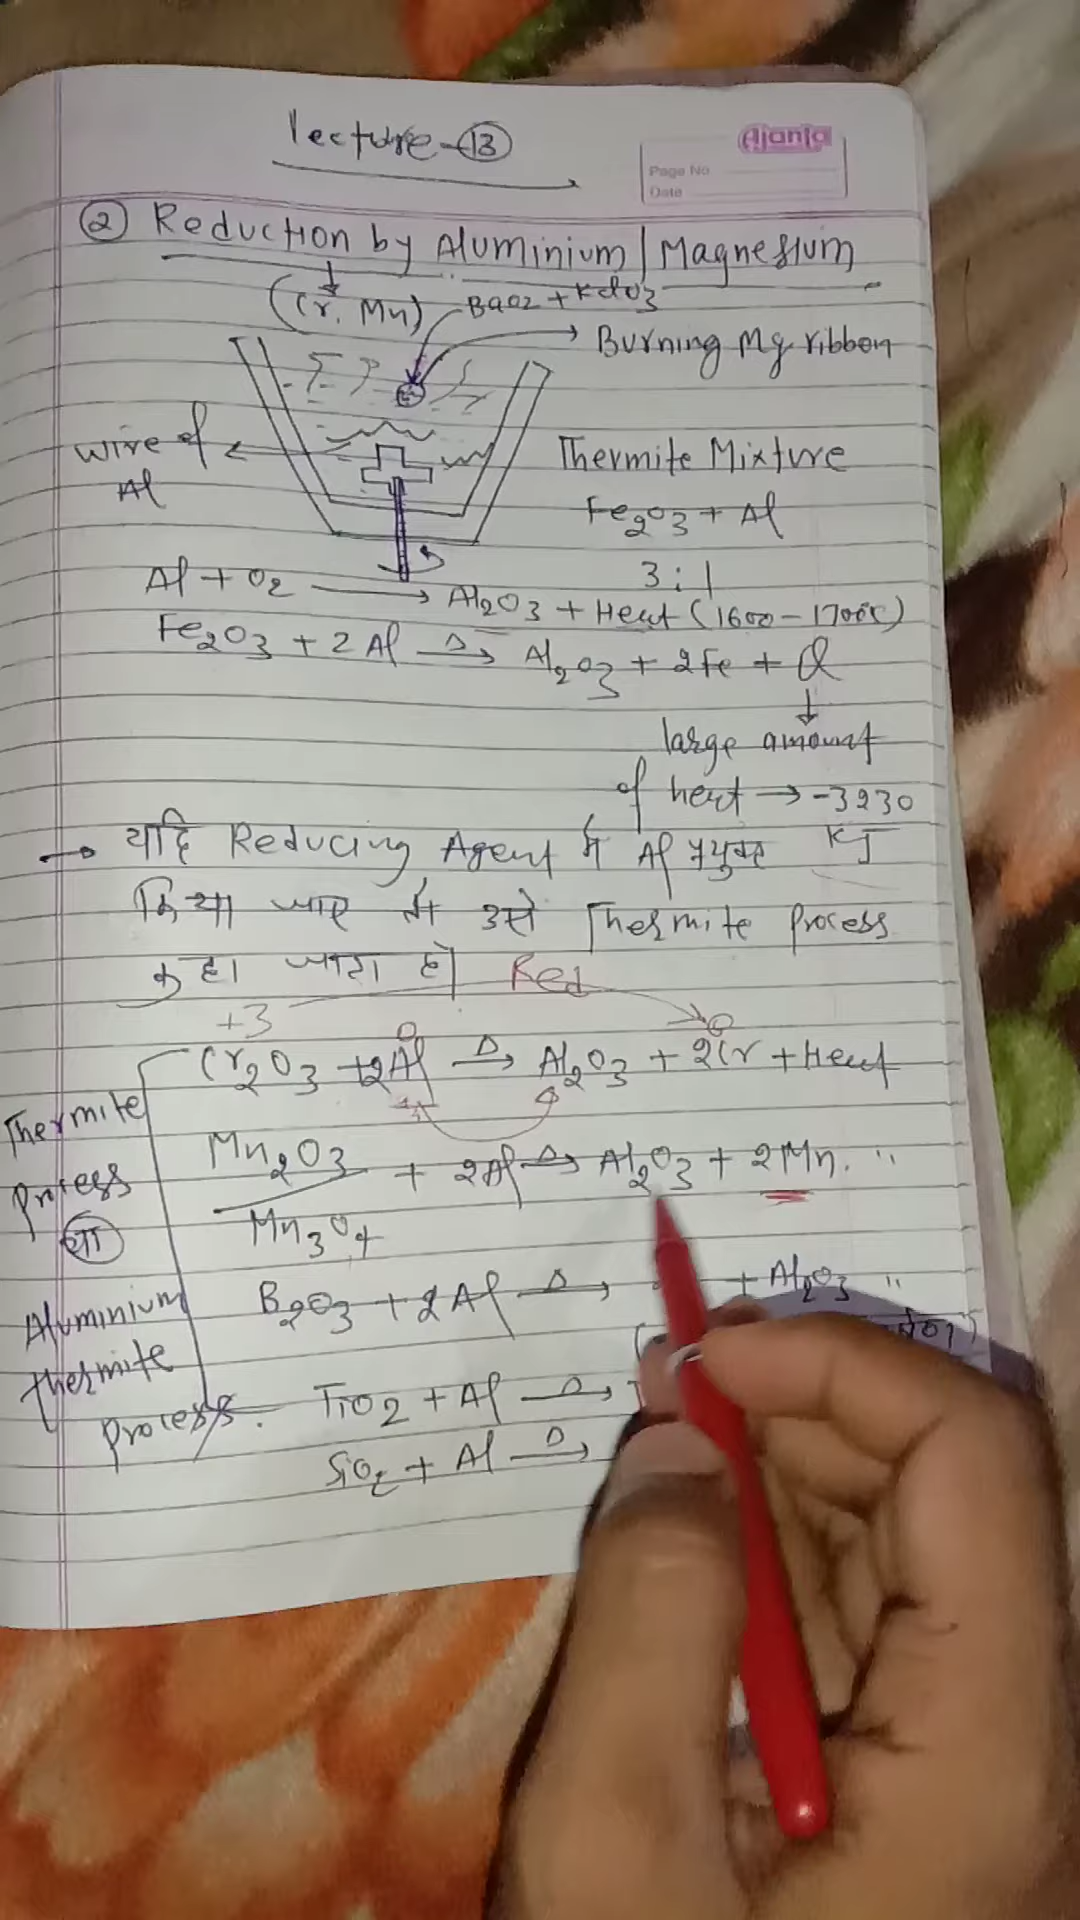 lecture-13
Ajanta
Page No
Date
② Reduction by Aluminium / Magnesium
(Cr, Mn)
BaO2 + KClO3
Burning Mg ribbon
wire of Al
Thermite Mixture
Fe2O3 + Al
3:1
Al + O2 → Al2O3 + Heat (1600-1700°C)
Fe2O3 + 2Al Δ→ Al2O3 + 2Fe + Q
↓
large amount
of heat → -3230
KJ
→ यदि Reducing Agent में Al प्रयुक्त
किया जाए तो उसे Thermite Process
कहा जाता है।
Red
+3
0
0
Cr2O3 + 2Al Δ→ Al2O3 + 2Cr + Heat
Thermite
Process
या
Aluminium
thermite
process.
Mn2O3 + 2Al Δ→ Al2O3 + 2Mn. "
Mn3O4
B2O3 + 2Al Δ→ + Al2O3 "
TiO2 + Al Δ→
SiO2 + Al Δ→